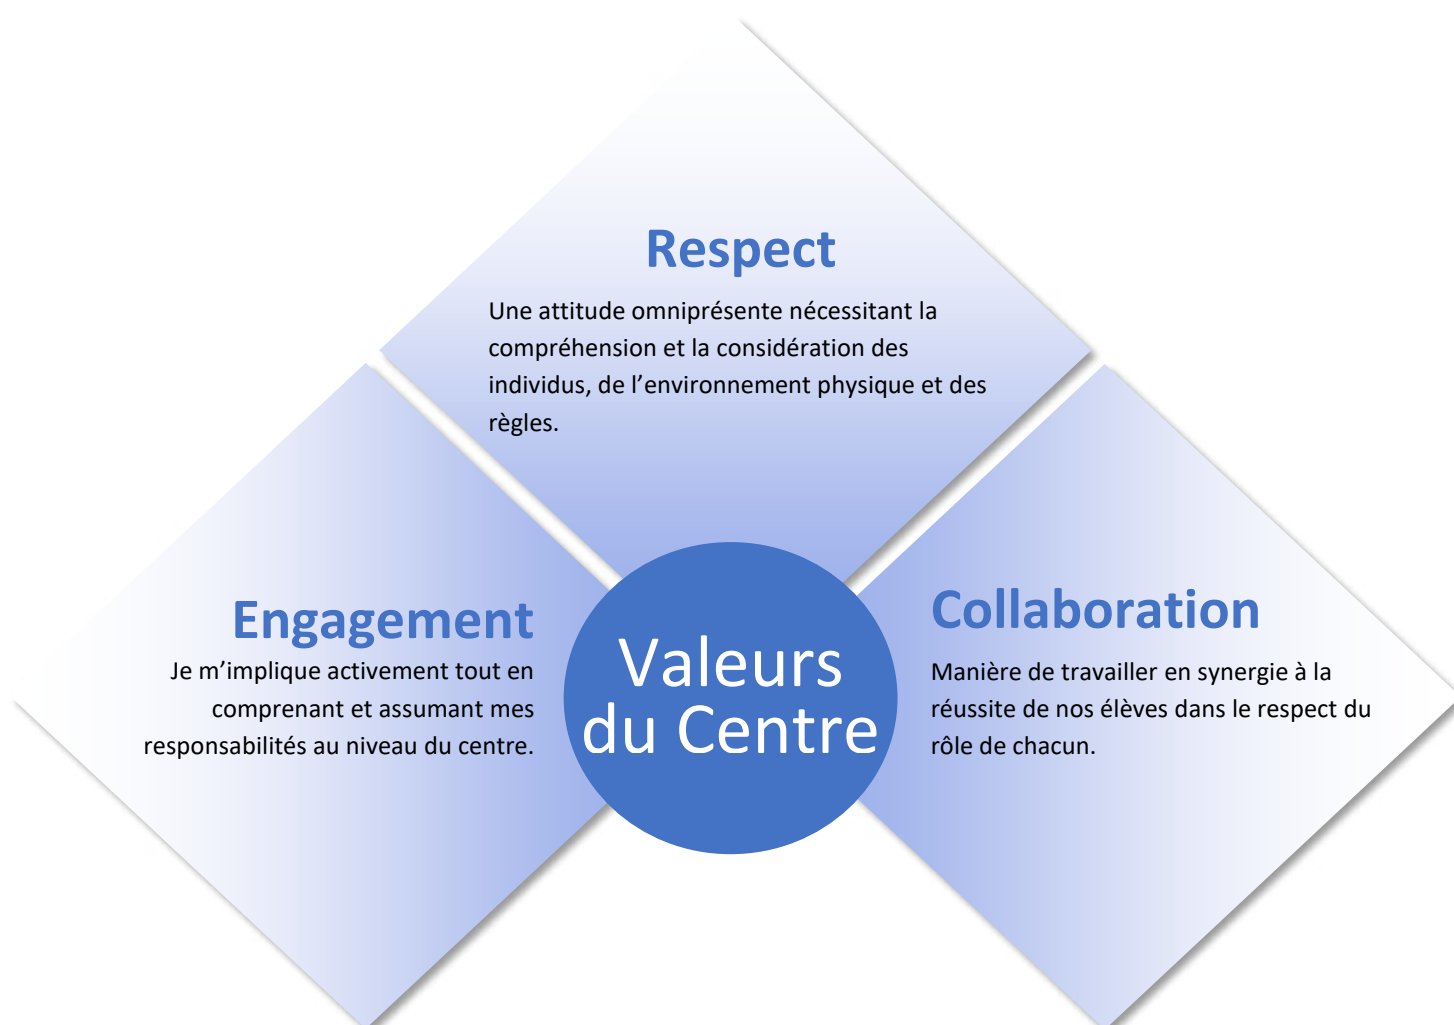 Respect
Une attitude omniprésente nécessitant la
compréhension et la considération des
individus, de l’environnement physique et des
règles.
Engagement
Je m’implique activement tout en
comprenant et assumant mes
responsabilités au niveau du centre.
Valeurs
du Centre
Collaboration
Manière de travailler en synergie à la
réussite de nos élèves dans le respect du
rôle de chacun.